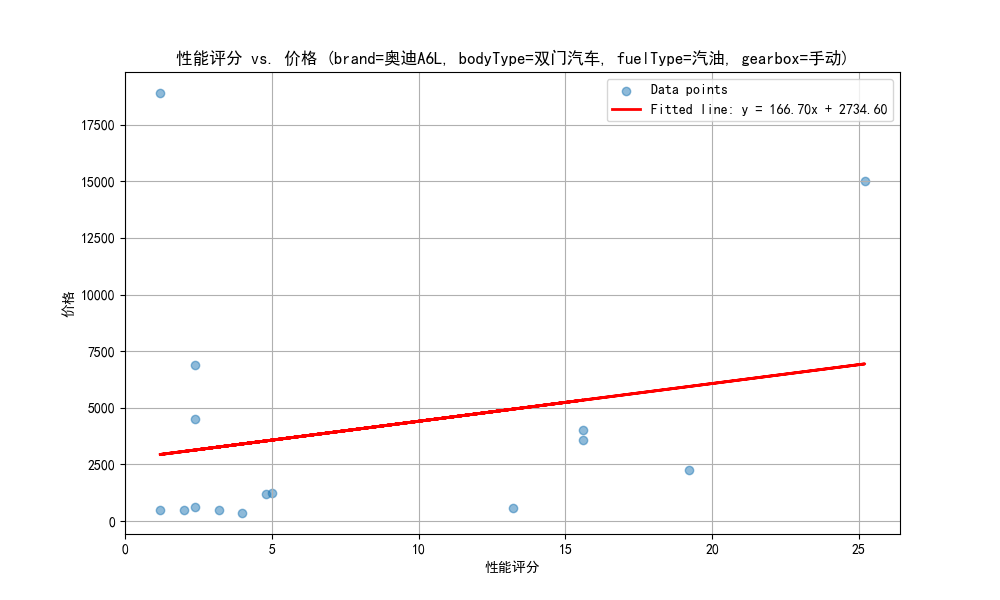 性能评分 vs. 价格 (brand=奥迪A6L, bodyType=双门汽车, fuelType=汽油, gearbox=手动)
Data points
Fitted line: y = 166.70x + 2734.60
价格
17500
15000
12500
10000
7500
5000
2500
0
0 5 10 15 20 25
性能评分